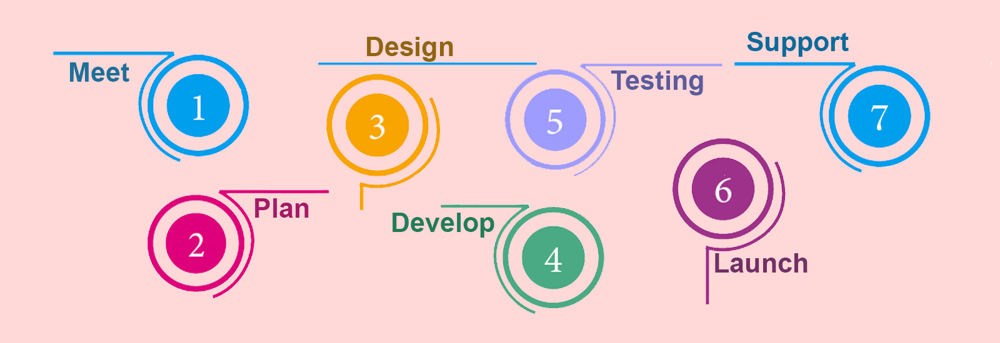 Meet
1
Plan
2
Design
3
Develop
4
Testing
5
Launch
6
Support
7